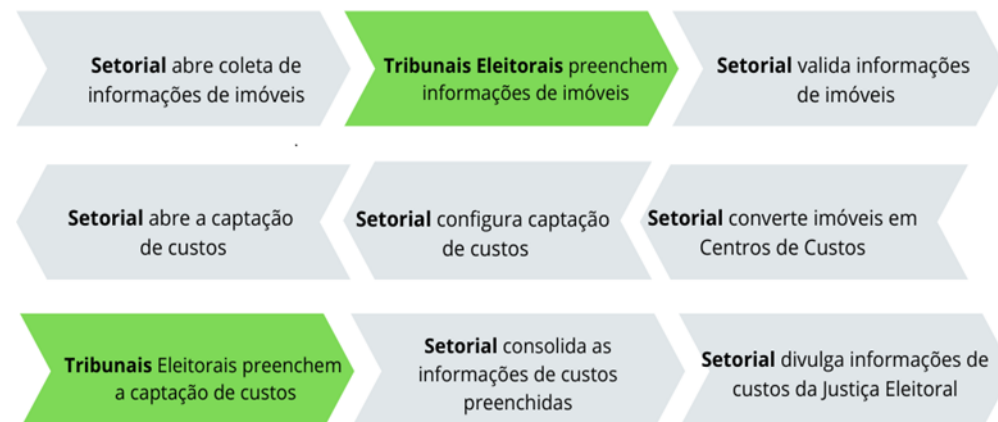 Setorial abre coleta de
informações de imóveis
Tribunais Eleitorais preenchem
informações de imóveis
Setorial valida informações
de imóveis
Setorial converte imóveis em
Centros de Custos
Setorial configura captação
de custos
Setorial abre a captação
de custos
Tribunais Eleitorais preenchem
a captação de custos
Setorial consolida as
informações de custos
preenchidas
Setorial divulga informações de
custos da Justiça Eleitoral